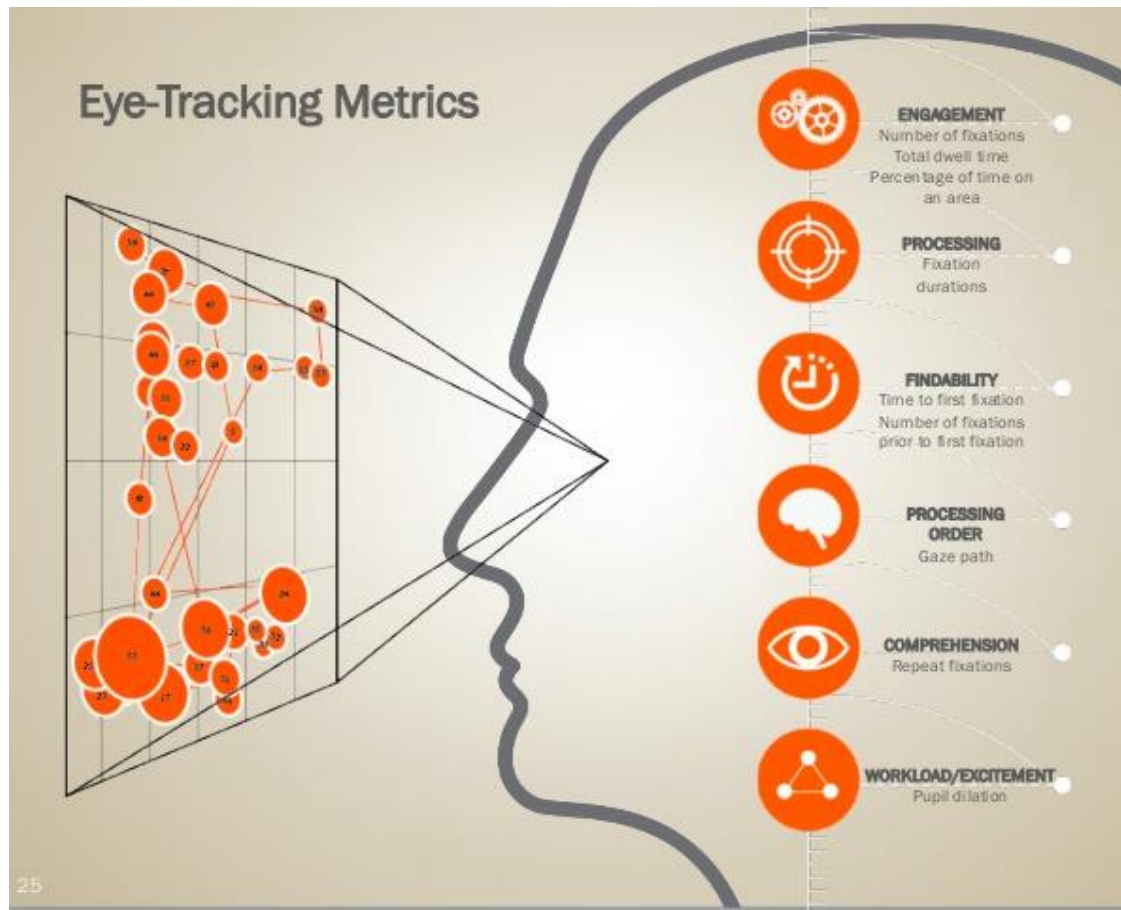 Eye-Tracking Metrics
ENGAGEMENT
Number of fixations
Total dwell time
Percentage of time on
an area
PROCESSING
Fixation
durations
FINDABILITY
Time to first fixation
Number of fixations
prior to first fixation
PROCESSING
ORDER
Gaze path
COMPREHENSION
Repeat fixations
WORKLOAD/EXCITEMENT
Pupil dilation
25